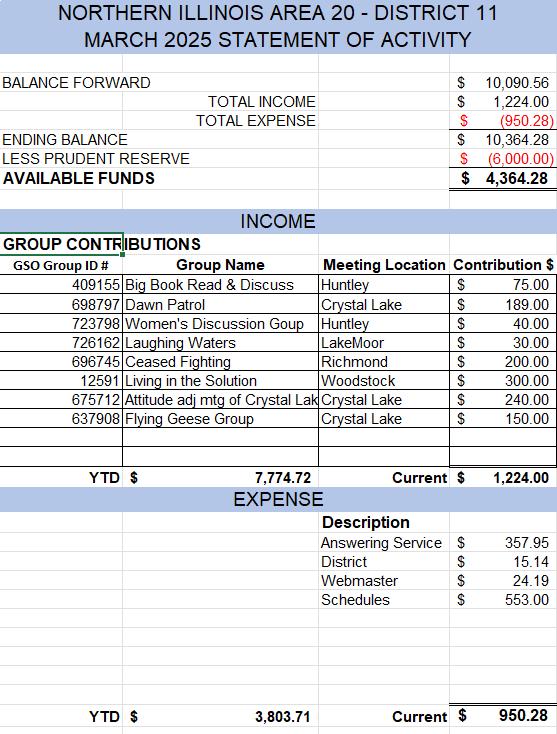 NORTHERN ILLINOIS AREA 20 - DISTRICT 11
MARCH 2025 STATEMENT OF ACTIVITY
BALANCE FORWARD $ 10,090.56
TOTAL INCOME $ 1,224.00
TOTAL EXPENSE $ (950.28)
ENDING BALANCE $ 10,364.28
LESS PRUDENT RESERVE $ (6,000.00)
AVAILABLE FUNDS $ 4,364.28
INCOME
GROUP CONTRIBUTIONS
GSO Group ID # Group Name Meeting Location Contribution $
409155 Big Book Read & Discuss Huntley $ 75.00
698797 Dawn Patrol Crystal Lake $ 189.00
723798 Women's Discussion Goup Huntley $ 40.00
726162 Laughing Waters LakeMoor $ 30.00
696745 Ceased Fighting Richmond $ 200.00
12591 Living in the Solution Woodstock $ 300.00
675712 Attitude adj mtg of Crystal Lak Crystal Lake $ 240.00
637908 Flying Geese Group Crystal Lake $ 150.00
YTD $ 7,774.72 Current $ 1,224.00
EXPENSE
Description
Answering Service $ 357.95
District $ 15.14
Webmaster $ 24.19
Schedules $ 553.00
YTD $ 3,803.71 Current $ 950.28